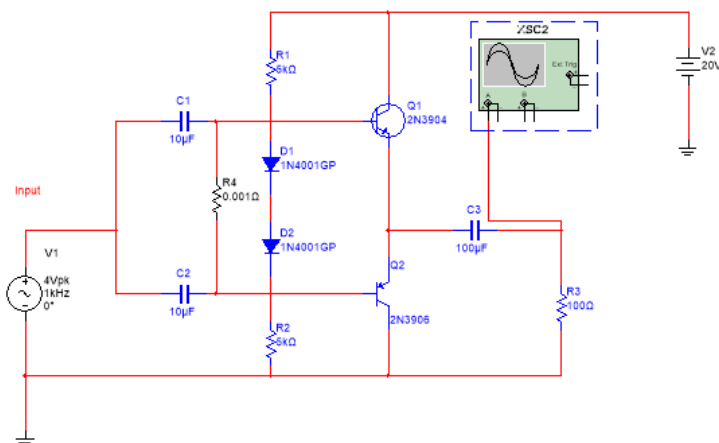 XSC2
Ext Trig
A
B
V2
20V
R1
5kΩ
C1
10µF
Q1
2N3904
D1
1N4001GP
R4
0.001Ω
Input
D2
1N4001GP
C3
100µF
V1
4Vpk
1kHz
0°
C2
10µF
Q2
2N3906
R3
100Ω
R2
5kΩ